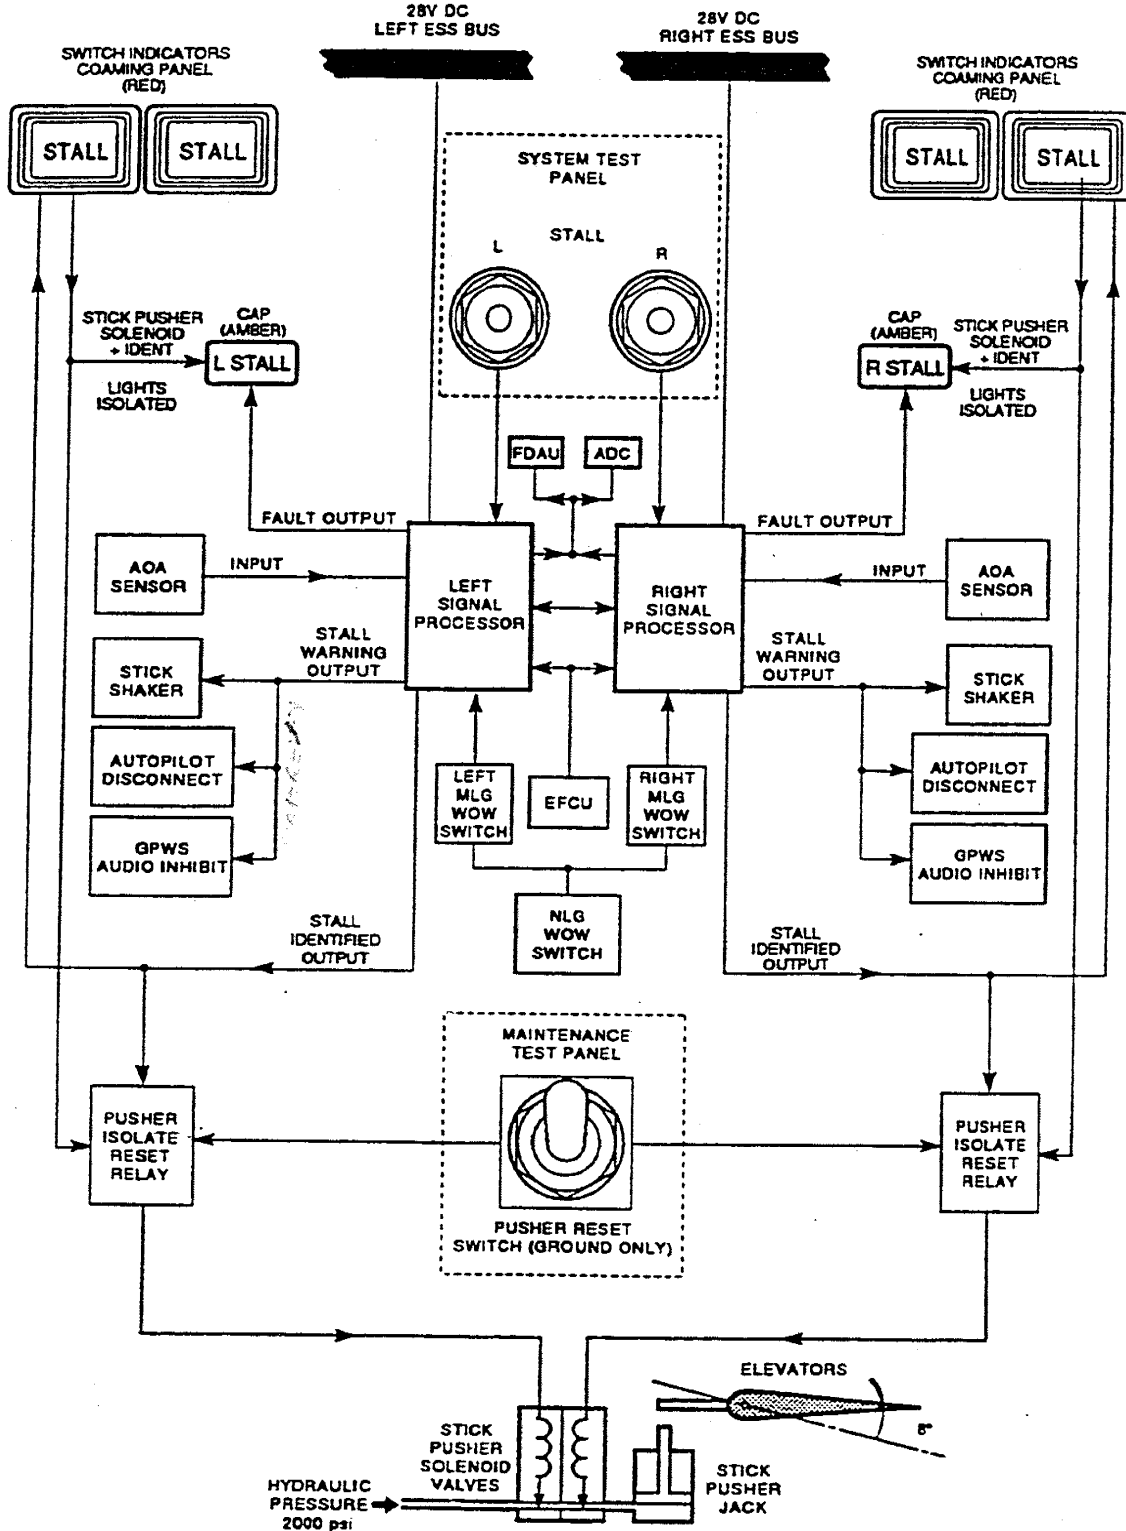 28V DC
LEFT ESS BUS
28V DC
RIGHT ESS BUS
SWITCH INDICATORS
COAMING PANEL
(RED)
SWITCH INDICATORS
COAMING PANEL
(RED)
STALL
STALL
STALL
STALL
SYSTEM TEST
PANEL
STALL
L
R
STICK PUSHER
SOLENOID
+ IDENT
LIGHTS
ISOLATED
CAP
(AMBER)
L STALL
CAP
(AMBER)
R STALL
STICK PUSHER
SOLENOID
+ IDENT
LIGHTS
ISOLATED
FDAU
ADC
FAULT OUTPUT
FAULT OUTPUT
AOA
SENSOR
INPUT
LEFT
SIGNAL
PROCESSOR
RIGHT
SIGNAL
PROCESSOR
INPUT
AOA
SENSOR
STALL
WARNING
OUTPUT
STALL
WARNING
OUTPUT
STICK
SHAKER
STICK
SHAKER
AUTOPILOT
DISCONNECT
AUTOPILOT
DISCONNECT
LEFT
MLG
WOW
SWITCH
EFCU
RIGHT
MLG
WOW
SWITCH
GPWS
AUDIO INHIBIT
GPWS
AUDIO INHIBIT
NLG
WOW
SWITCH
STALL
IDENTIFIED
OUTPUT
STALL
IDENTIFIED
OUTPUT
MAINTENANCE
TEST PANEL
PUSHER
ISOLATE
RESET
RELAY
PUSHER
ISOLATE
RESET
RELAY
PUSHER RESET
SWITCH (GROUND ONLY)
ELEVATORS
8°
STICK
PUSHER
SOLENOID
VALVES
STICK
PUSHER
JACK
HYDRAULIC
PRESSURE
2000 psi